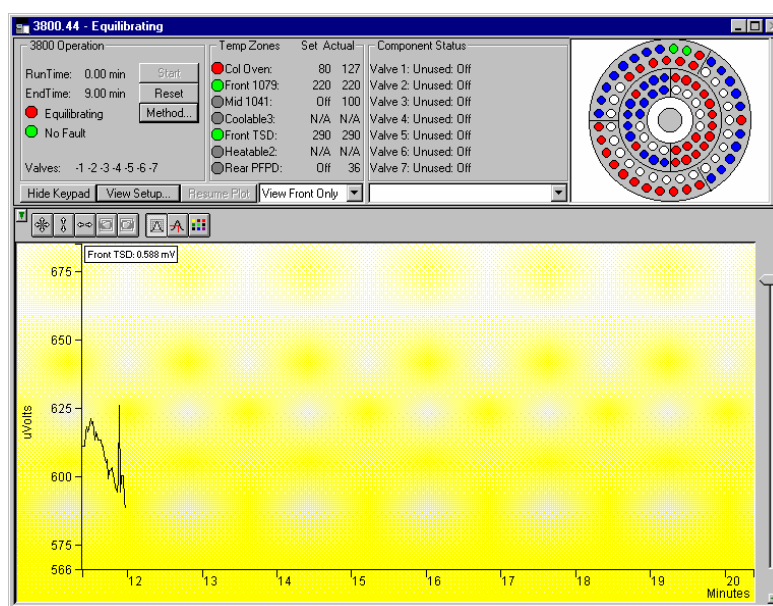 3800.44 - Equilibrating
3800 Operation
RunTime: 0.00 min Start
EndTime: 9.00 min Reset
Equilibrating Method...
No Fault
Valves: -1 -2 -3 -4 -5 -6 -7
Temp Zones Set Actual
Col Oven: 80 127
Front 1079: 220 220
Mid 1041: Off 100
Coolable3: N/A N/A
Front TSD: 290 290
Heatable2: N/A N/A
Rear PFPD: Off 36
Component Status
Valve 1: Unused: Off
Valve 2: Unused: Off
Valve 3: Unused: Off
Valve 4: Unused: Off
Valve 5: Unused: Off
Valve 6: Unused: Off
Valve 7: Unused: Off
Hide Keypad View Setup... Resume Plot View Front Only
Front TSD: 0.588 mV
675
650
625
600
575
566
uVolts
12 13 14 15 16 17 18 19 20
Minutes